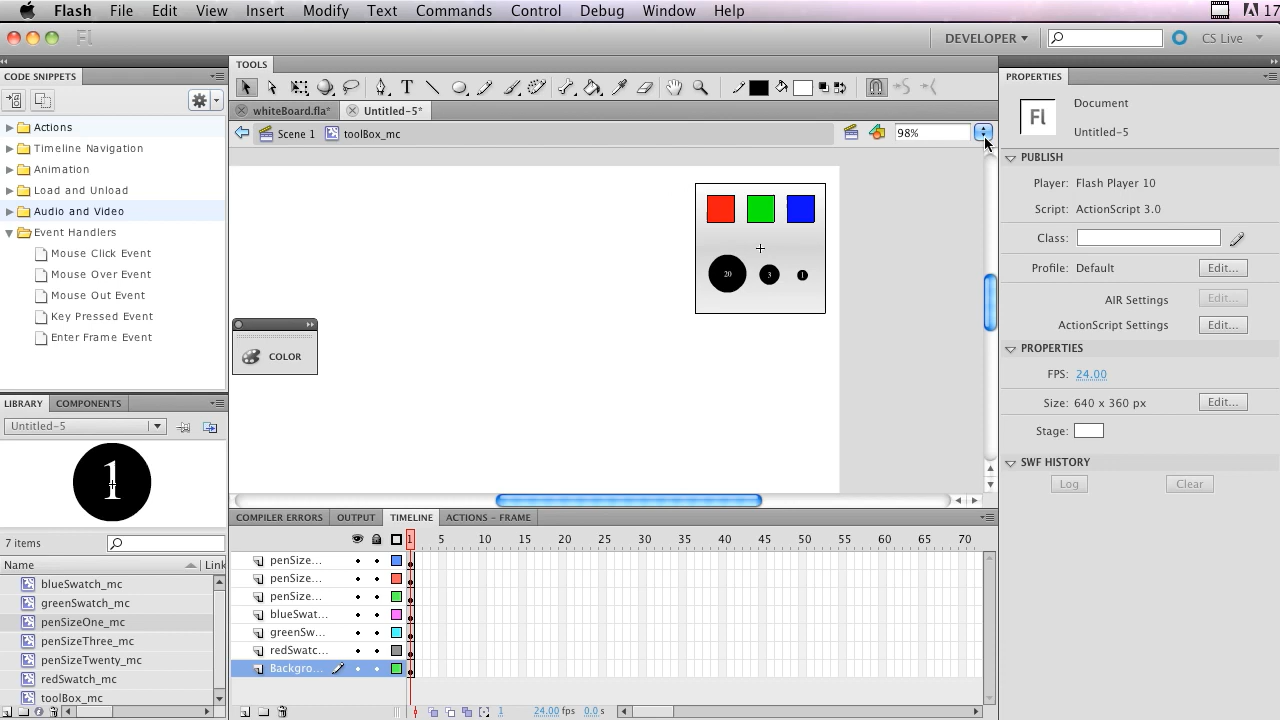 Flash File Edit View Insert Modify Text Commands Control Debug Window Help 17
Fl DEVELOPER CS Live
CODE SNIPPETS
Actions
Timeline Navigation
Animation
Load and Unload
Audio and Video
Event Handlers
Mouse Click Event
Mouse Over Event
Mouse Out Event
Key Pressed Event
Enter Frame Event
LIBRARY COMPONENTS
Untitled-5
1
7 items
Name Link
blueSwatch_mc
greenSwatch_mc
penSizeOne_mc
penSizeThree_mc
penSizeTwenty_mc
redSwatch_mc
toolBox_mc
TOOLS
whiteBoard.fla* Untitled-5*
Scene 1 toolBox_mc 98%
20 3 1
COLOR
COMPILER ERRORS OUTPUT TIMELINE ACTIONS - FRAME
1 5 10 15 20 25 30 35 40 45 50 55 60 65 70
penSize...
penSize...
penSize...
blueSwat...
greenSw...
redSwatc...
Backgro...
1 24.00 fps 0.0 s
PROPERTIES
Fl
Document
Untitled-5
PUBLISH
Player: Flash Player 10
Script: ActionScript 3.0
Class:
Profile: Default Edit...
AIR Settings Edit...
ActionScript Settings Edit...
PROPERTIES
FPS: 24.00
Size: 640 x 360 px Edit...
Stage:
SWF HISTORY
Log Clear